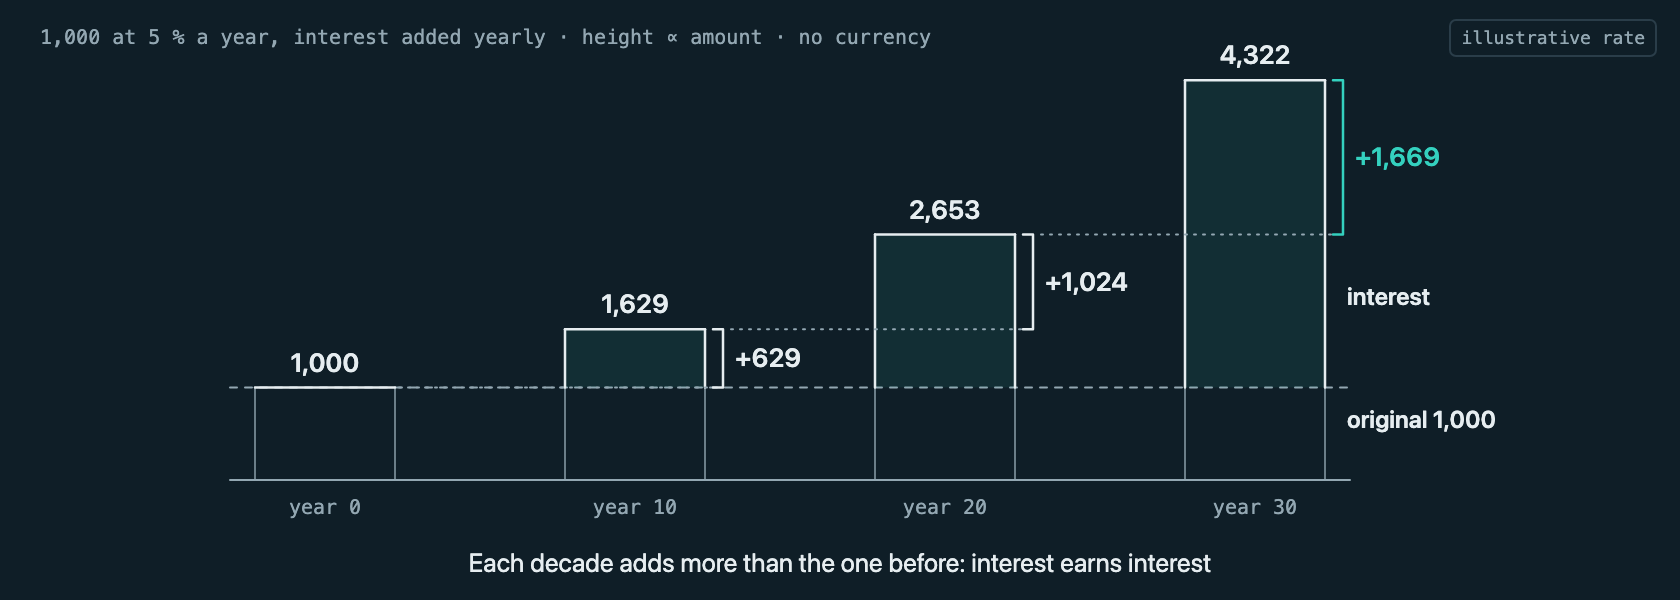 1,000 at 5 % a year, interest added yearly · height ∝ amount · no currency
illustrative rate
4,322
+1,669
2,653
+1,024
1,629
interest
1,000
+629
original 1,000
year 0
year 10
year 20
year 30
Each decade adds more than the one before: interest earns interest